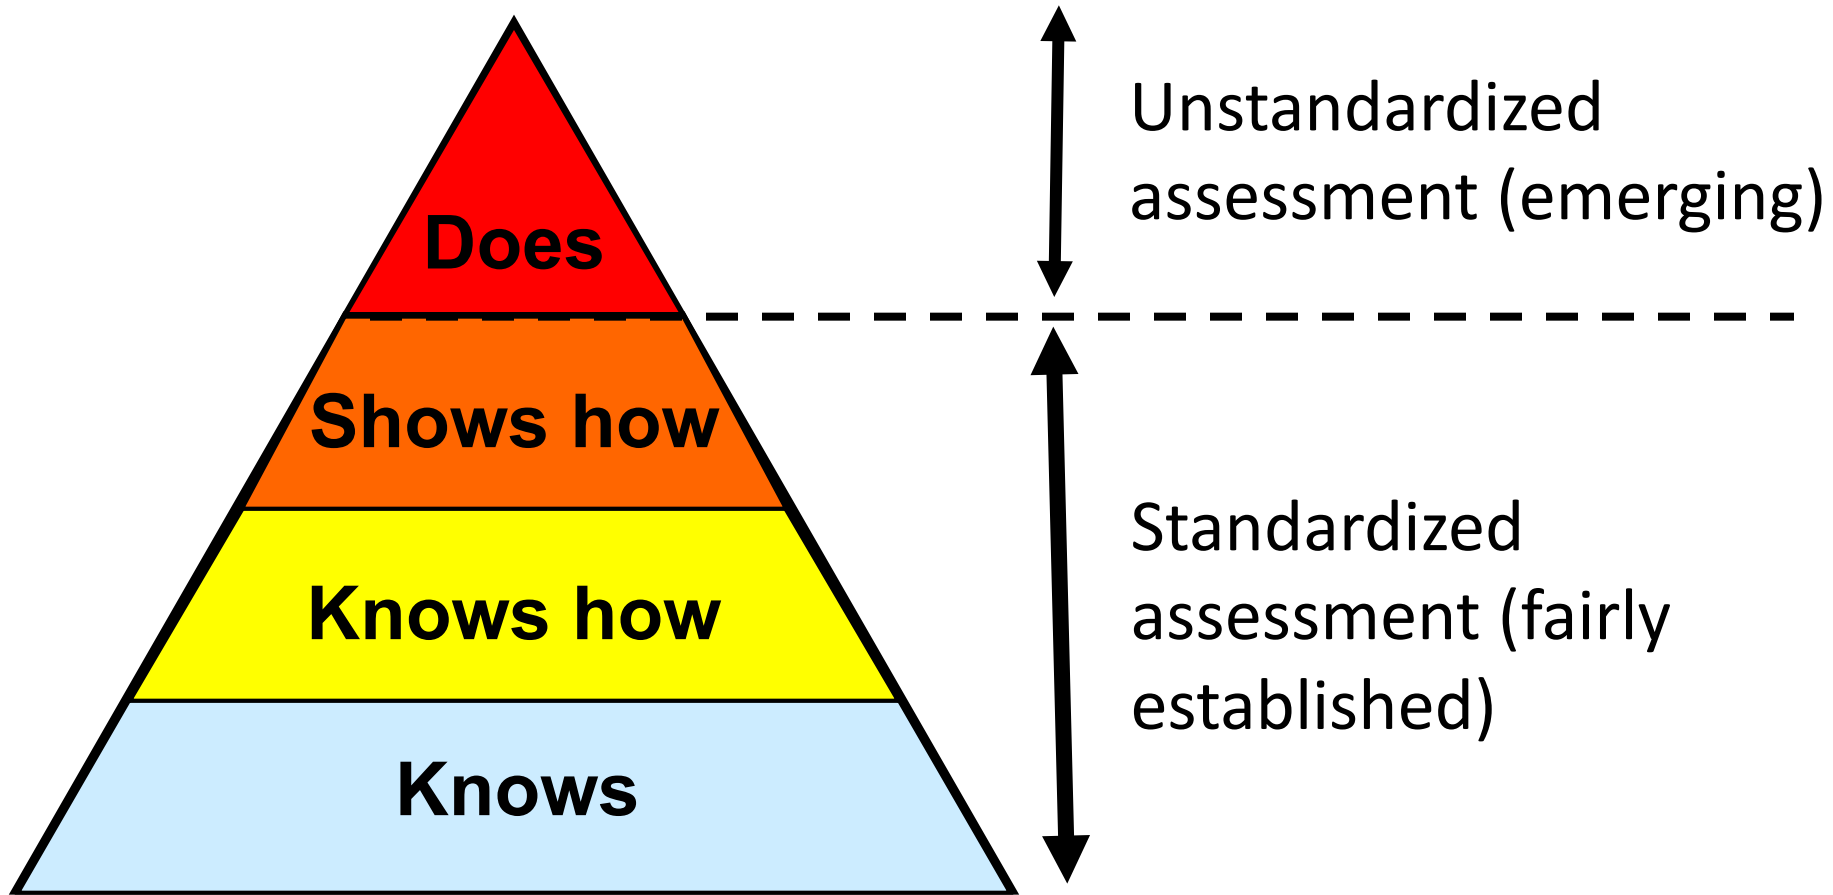 Does
Shows how
Knows how
Knows
Unstandardized
assessment (emerging)
Standardized
assessment (fairly
established)